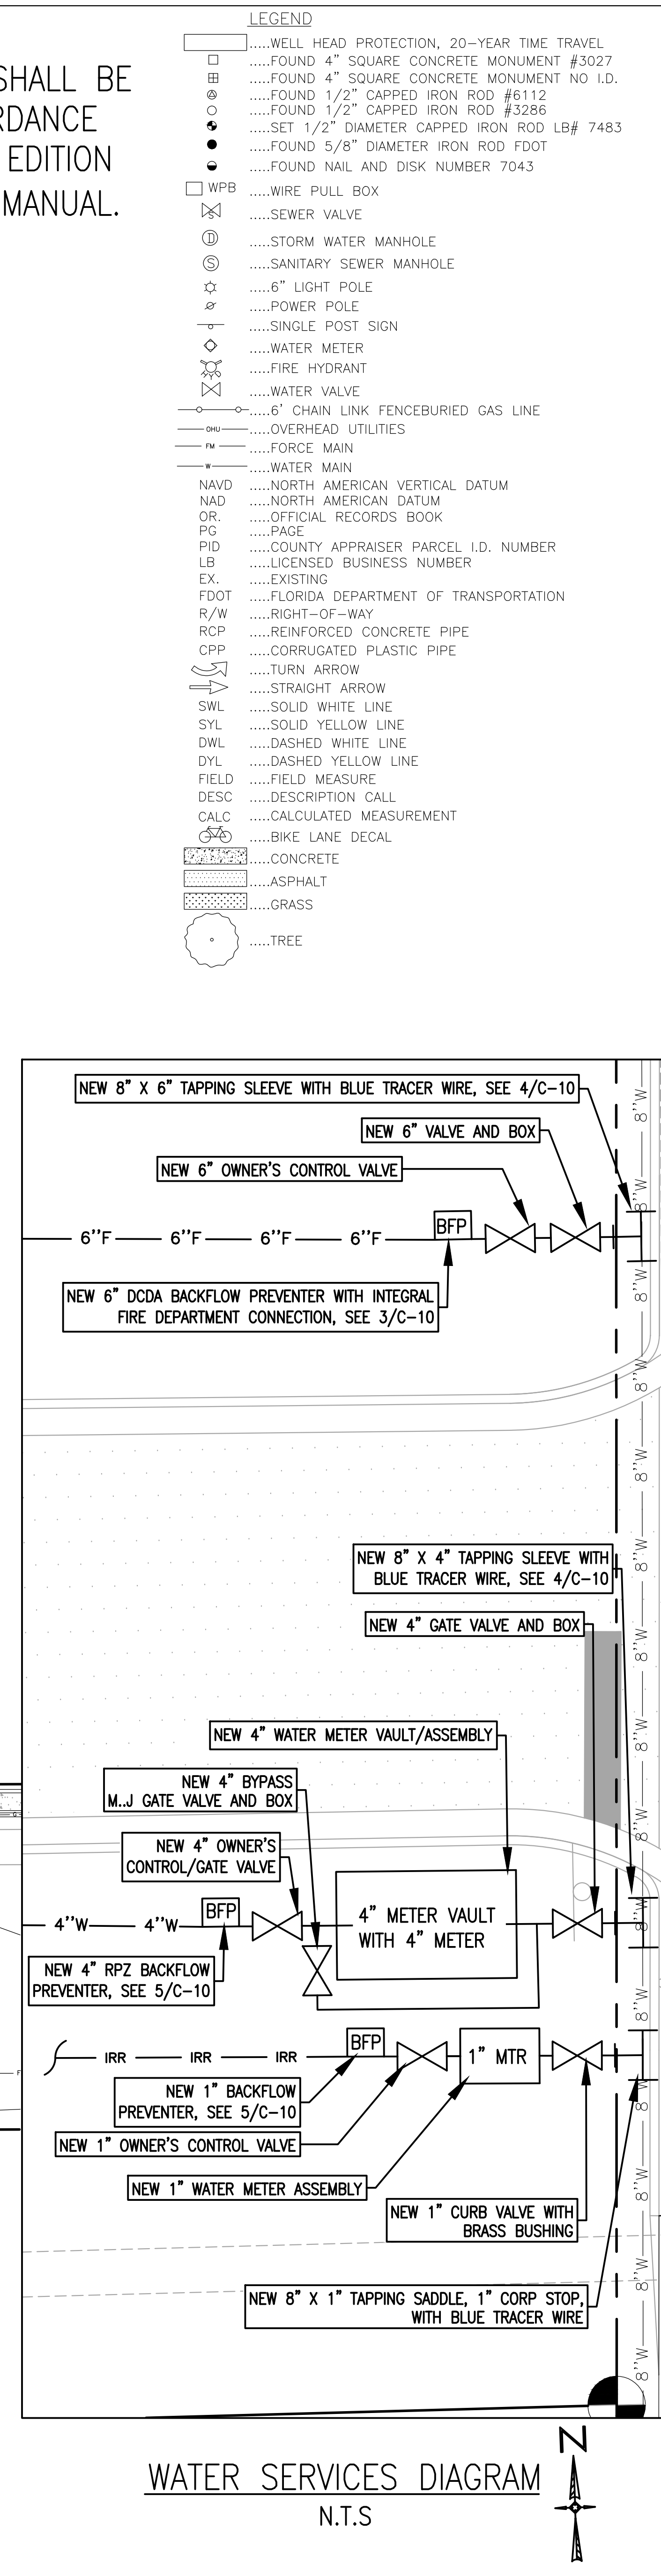 LEGEND
SHALL BE
EDITION
MANUAL.
.....WELL HEAD PROTECTION, 20-YEAR TIME TRAVEL
.....FOUND 4" SQUARE CONCRETE MONUMENT #3027
.....FOUND 4" SQUARE CONCRETE MONUMENT NO I.D.
.....FOUND 1/2" CAPPED IRON ROD #6112
.....FOUND 1/2" CAPPED IRON ROD #3286
.....SET 1/2" DIAMETER CAPPED IRON ROD LB# 7483
.....FOUND 5/8" DIAMETER IRON ROD FDOT
.....FOUND NAIL AND DISK NUMBER 7043
WPB .....WIRE PULL BOX
S .....SEWER VALVE
D .....STORM WATER MANHOLE
S .....SANITARY SEWER MANHOLE
.....6" LIGHT POLE
.....POWER POLE
.....SINGLE POST SIGN
.....WATER METER
.....FIRE HYDRANT
.....WATER VALVE
.....6' CHAIN LINK FENCEBURIED GAS LINE
OHU .....OVERHEAD UTILITIES
FM .....FORCE MAIN
W .....WATER MAIN
NAVD .....NORTH AMERICAN VERTICAL DATUM
NAD .....NORTH AMERICAN DATUM
OR. .....OFFICIAL RECORDS BOOK
PG .....PAGE
PID .....COUNTY APPRAISER PARCEL I.D. NUMBER
LB .....LICENSED BUSINESS NUMBER
EX. .....EXISTING
FDOT .....FLORIDA DEPARTMENT OF TRANSPORTATION
R/W .....RIGHT-OF-WAY
RCP .....REINFORCED CONCRETE PIPE
CPP .....CORRUGATED PLASTIC PIPE
.....TURN ARROW
.....STRAIGHT ARROW
SWL .....SOLID WHITE LINE
SYL .....SOLID YELLOW LINE
DWL .....DASHED WHITE LINE
DYL .....DASHED YELLOW LINE
FIELD .....FIELD MEASURE
DESC .....DESCRIPTION CALL
CALC .....CALCULATED MEASUREMENT
.....BIKE LANE DECAL
.....CONCRETE
.....ASPHALT
.....GRASS
.....TREE
NEW 8" X 6" TAPPING SLEEVE WITH BLUE TRACER WIRE, SEE 4/C-10
8"W
NEW 6" VALVE AND BOX
NEW 6" OWNER'S CONTROL VALVE
8"W
BFP
6"F 6"F 6"F 6"F
8"W
NEW 6" DCDA BACKFLOW PREVENTER WITH INTEGRAL
FIRE DEPARTMENT CONNECTION, SEE 3/C-10
8"W
8"W
NEW 8" X 4" TAPPING SLEEVE WITH
BLUE TRACER WIRE, SEE 4/C-10
8"W
NEW 4" GATE VALVE AND BOX
8"W
NEW 4" WATER METER VAULT/ASSEMBLY
8"W
NEW 4" BYPASS
M..J GATE VALVE AND BOX
G
NEW 4" OWNER'S
CONTROL/GATE VALVE
8"W
BFP
4" METER VAULT
WITH 4" METER
4"W 4"W
8"W
NEW 4" RPZ BACKFLOW
PREVENTER, SEE 5/C-10
8"W
BFP
1" MTR
IRR IRR IRR
F
NEW 1" BACKFLOW
PREVENTER, SEE 5/C-10
8"W
NEW 1" OWNER'S CONTROL VALVE
NEW 1" WATER METER ASSEMBLY
8"W
NEW 1" CURB VALVE WITH
BRASS BUSHING
8"W
NEW 8" X 1" TAPPING SADDLE, 1" CORP STOP,
WITH BLUE TRACER WIRE
8"W
WATER SERVICES DIAGRAM
N.T.S
N